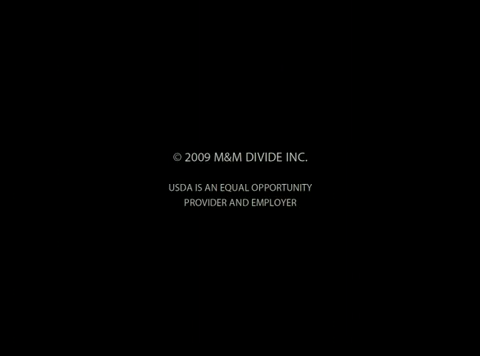 © 2009 M&M DIVIDE INC.
USDA IS AN EQUAL OPPORTUNITY
PROVIDER AND EMPLOYER